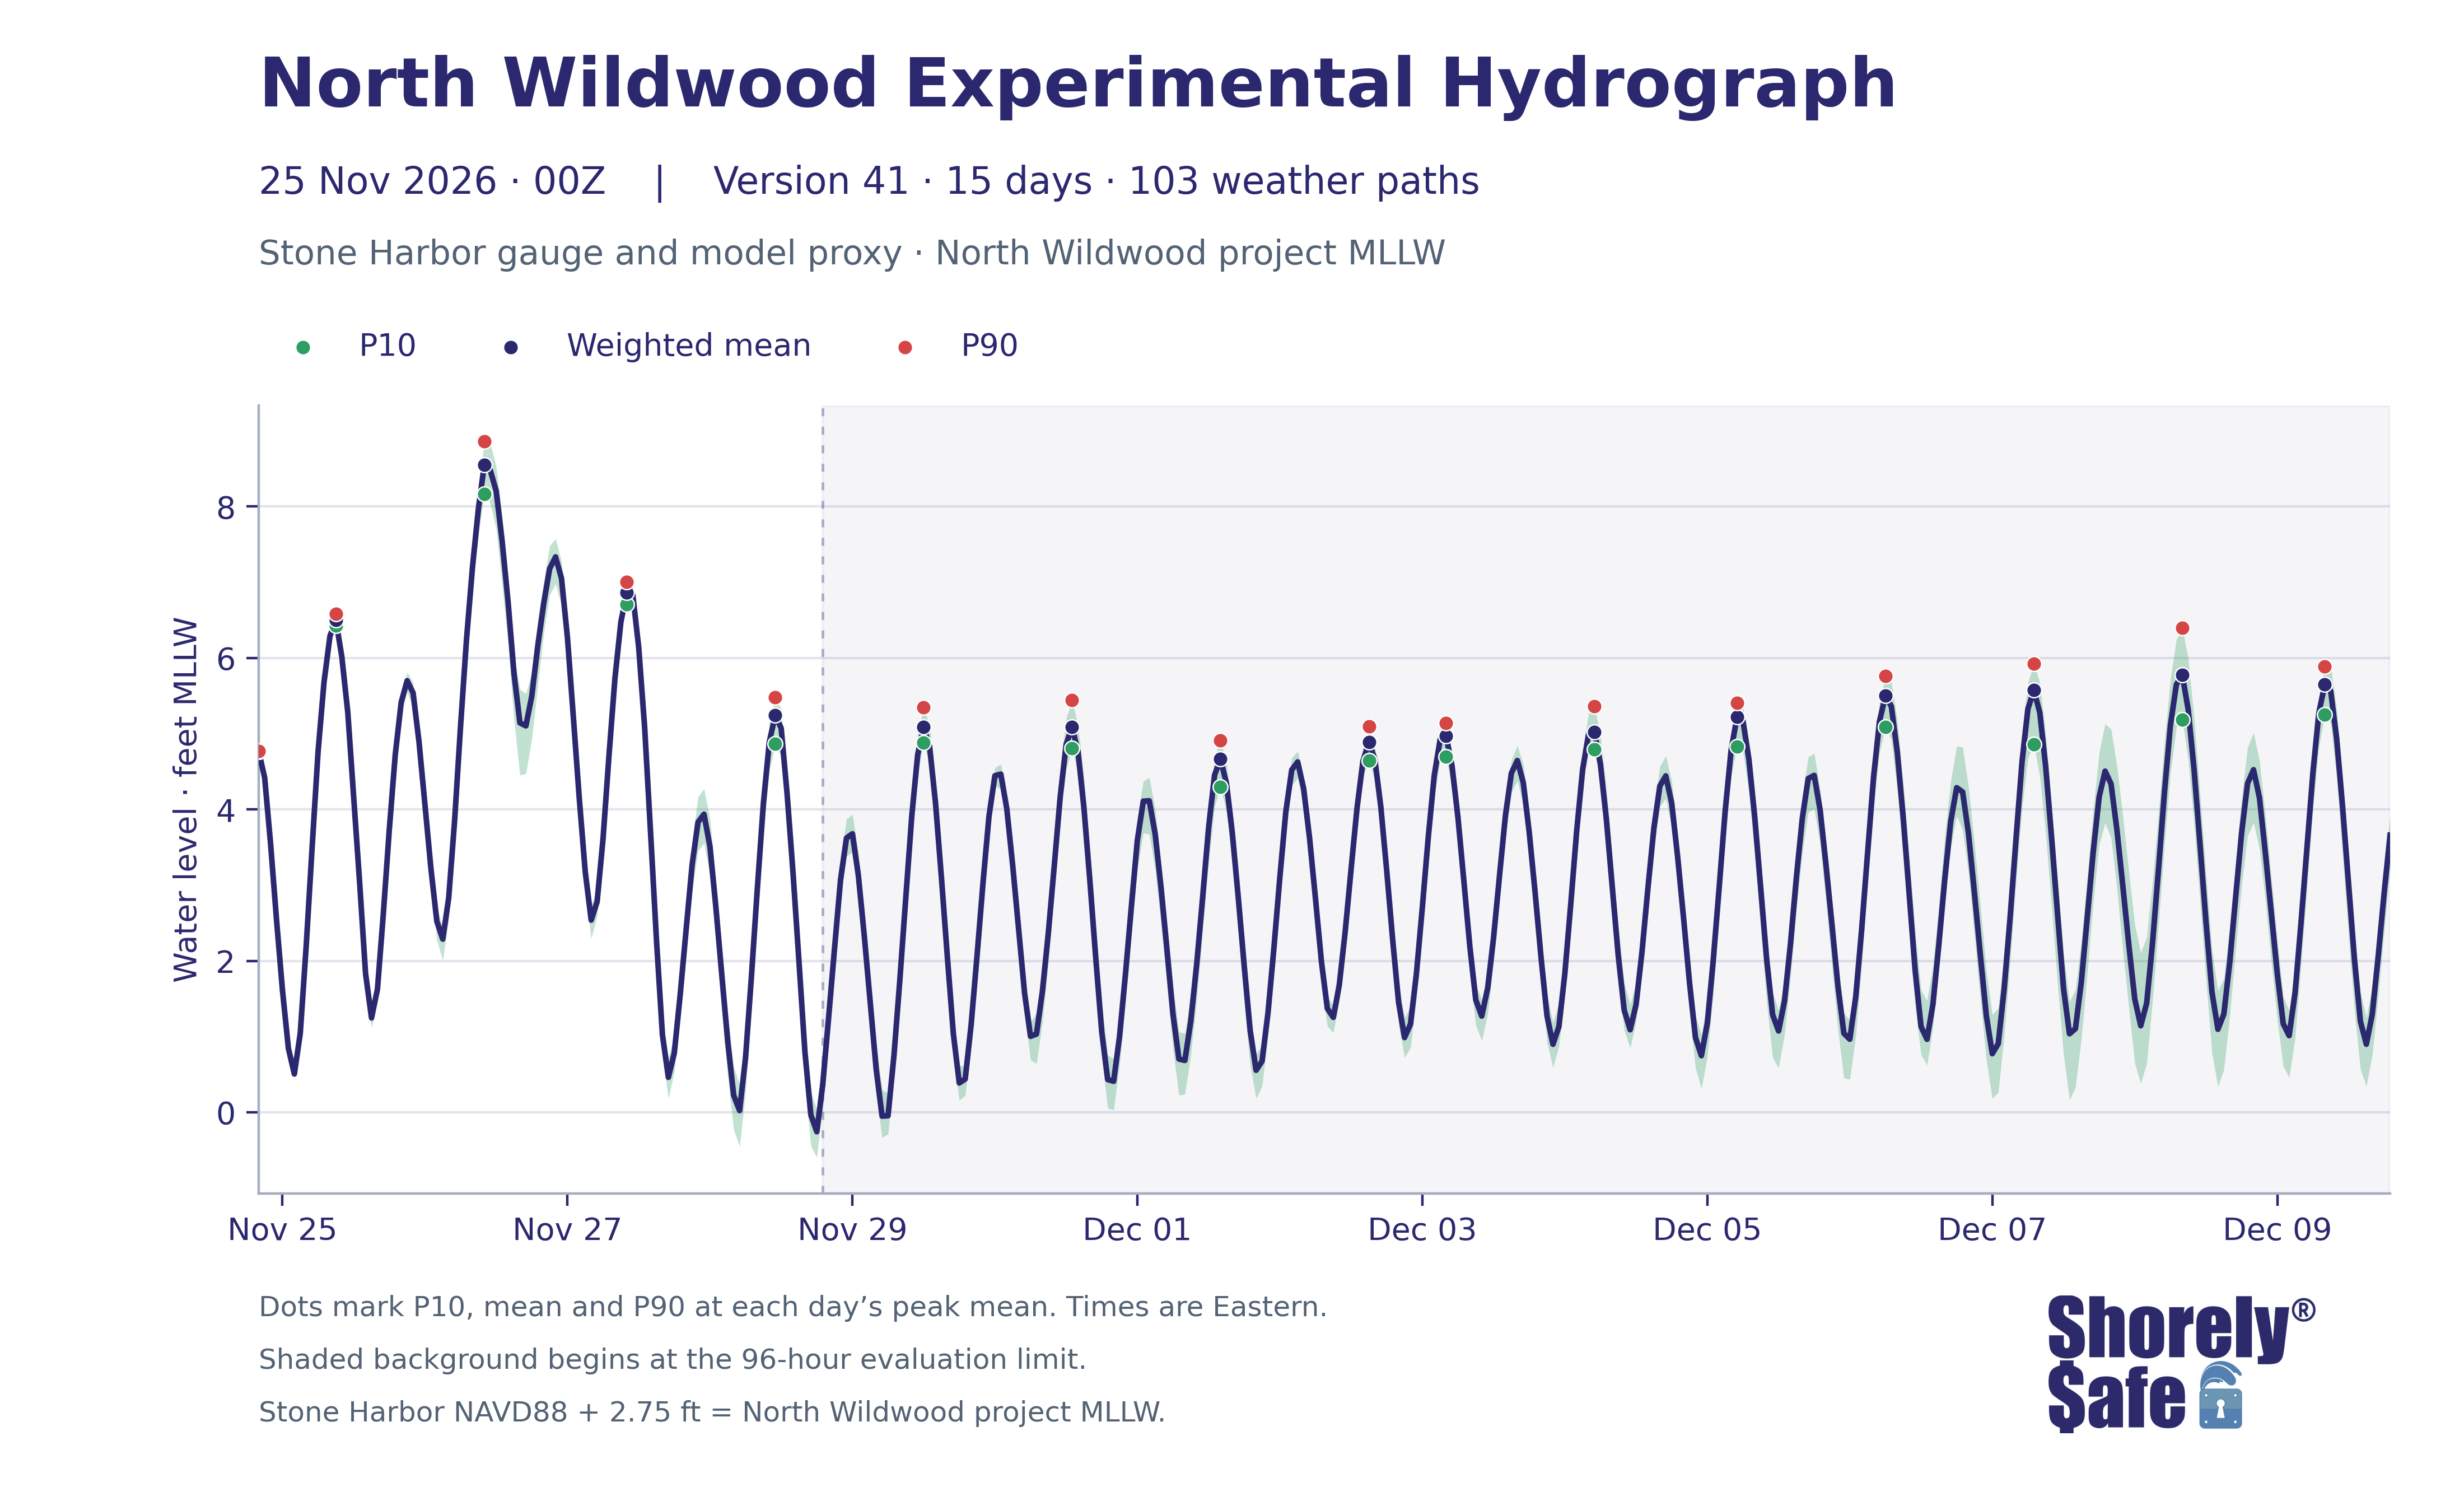 North Wildwood Experimental Hydrograph
25 Nov 2026 · 00Z | Version 41 · 15 days · 103 weather paths
Stone Harbor gauge and model proxy · North Wildwood project MLLW
P10 Weighted mean P90
Water level · feet MLLW
8
6
4
2
0
Nov 25 Nov 27 Nov 29 Dec 01 Dec 03 Dec 05 Dec 07 Dec 09
Dots mark P10, mean and P90 at each day’s peak mean. Times are Eastern.
Shaded background begins at the 96-hour evaluation limit.
Stone Harbor NAVD88 + 2.75 ft = North Wildwood project MLLW.
Shorely®
$afe